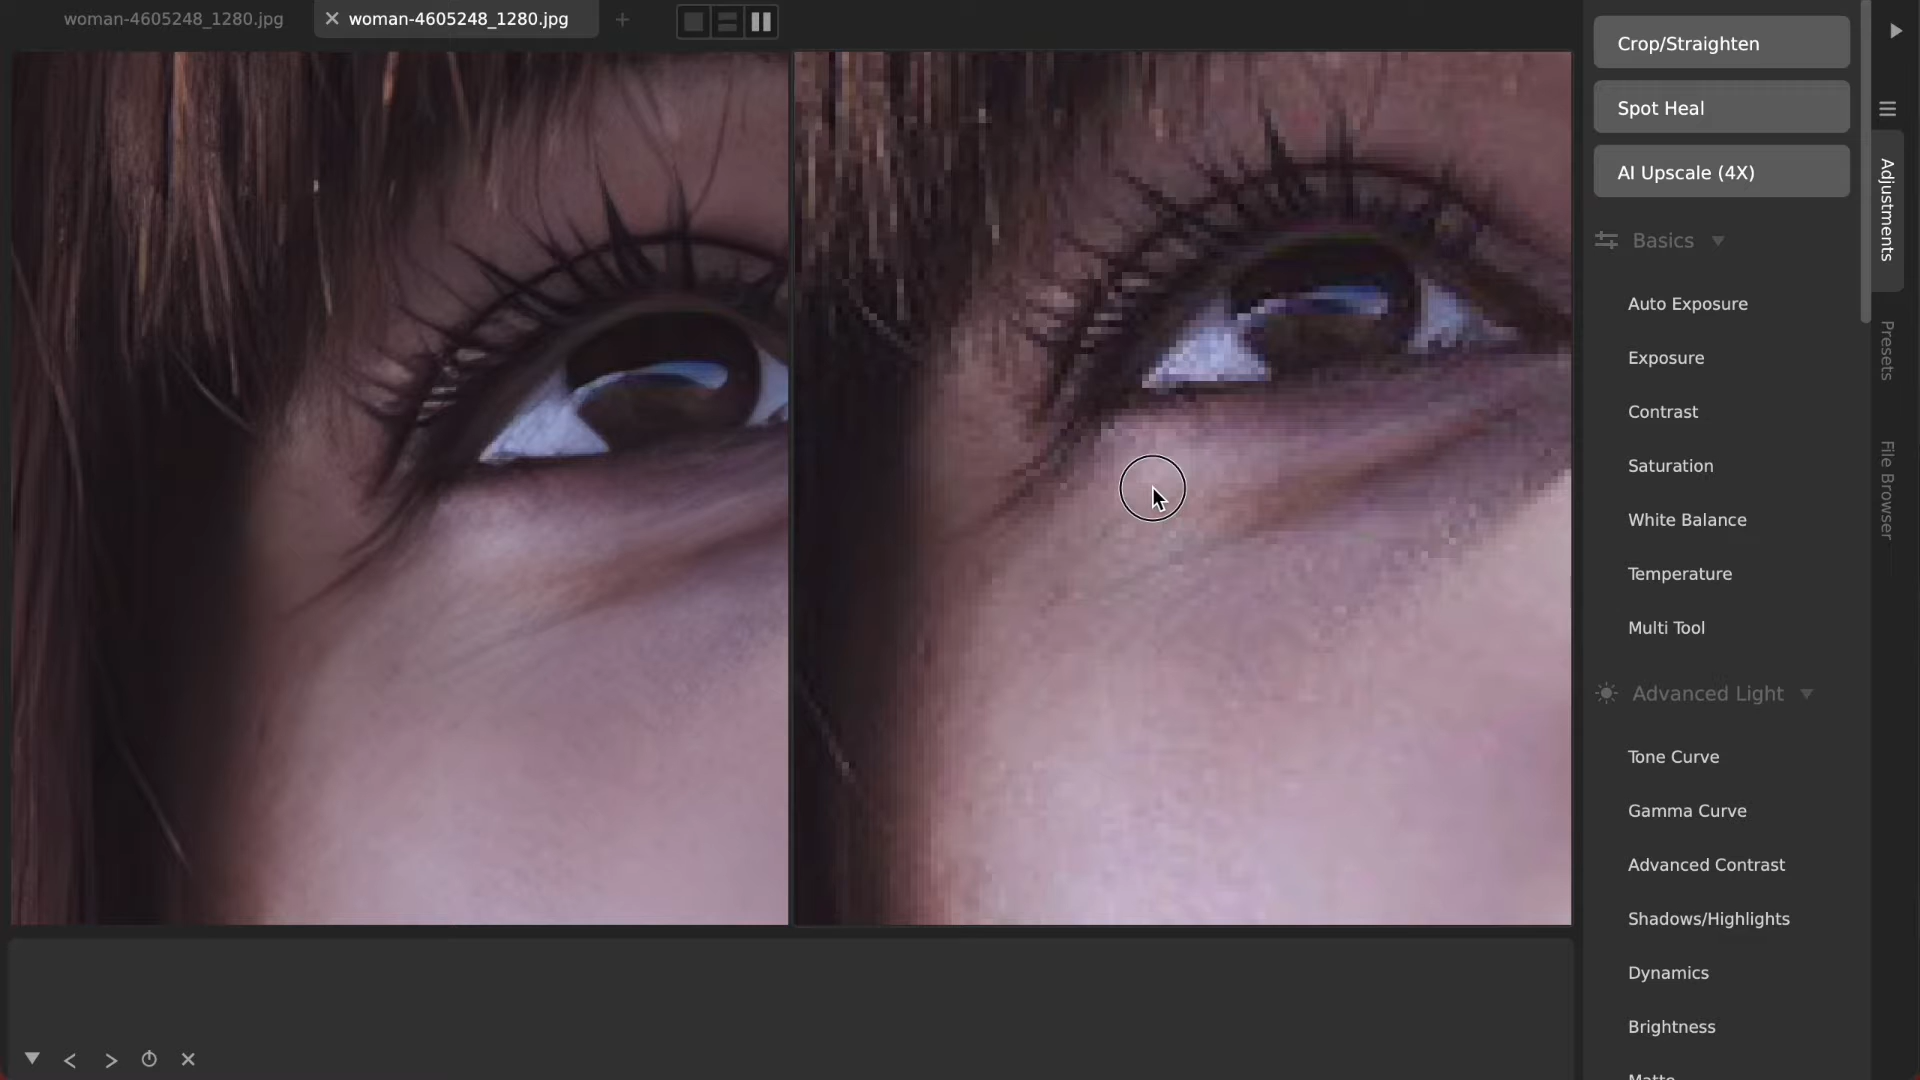 woman-4605248_1280.jpg
woman-4605248_1280.jpg
Crop/Straighten
Spot Heal
AI Upscale (4X)
Basics
Auto Exposure
Exposure
Contrast
Saturation
White Balance
Temperature
Multi Tool
Advanced Light
Tone Curve
Gamma Curve
Advanced Contrast
Shadows/Highlights
Dynamics
Brightness
Adjustments
Presets
File Browser